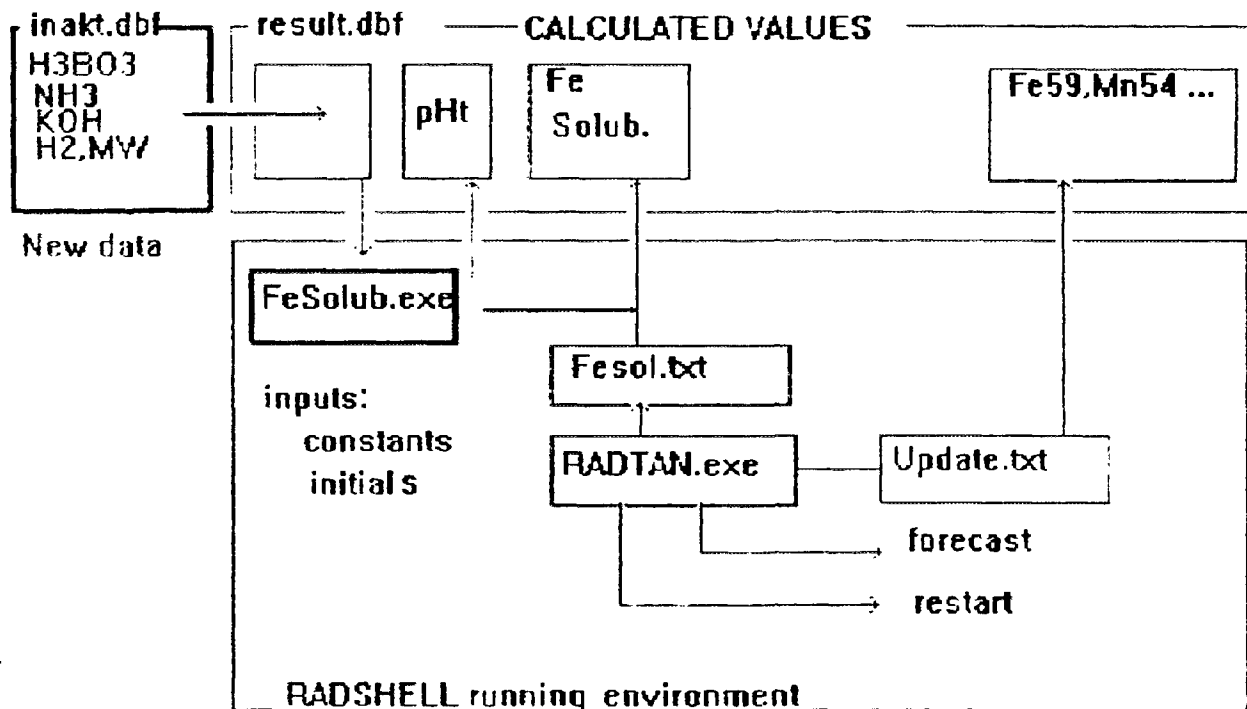 inakt.dbf
H3BO3
NH3
KOH
H2,MW
New data
result.dbf
CALCULATED VALUES
pHt
Fe
Solub.
Fe59,Mn54 ...
FeSolub.exe
inputs:
constants
initials
Fesol.txt
RADTAN.exe
Update.txt
forecast
restart
RADSHELL running environment